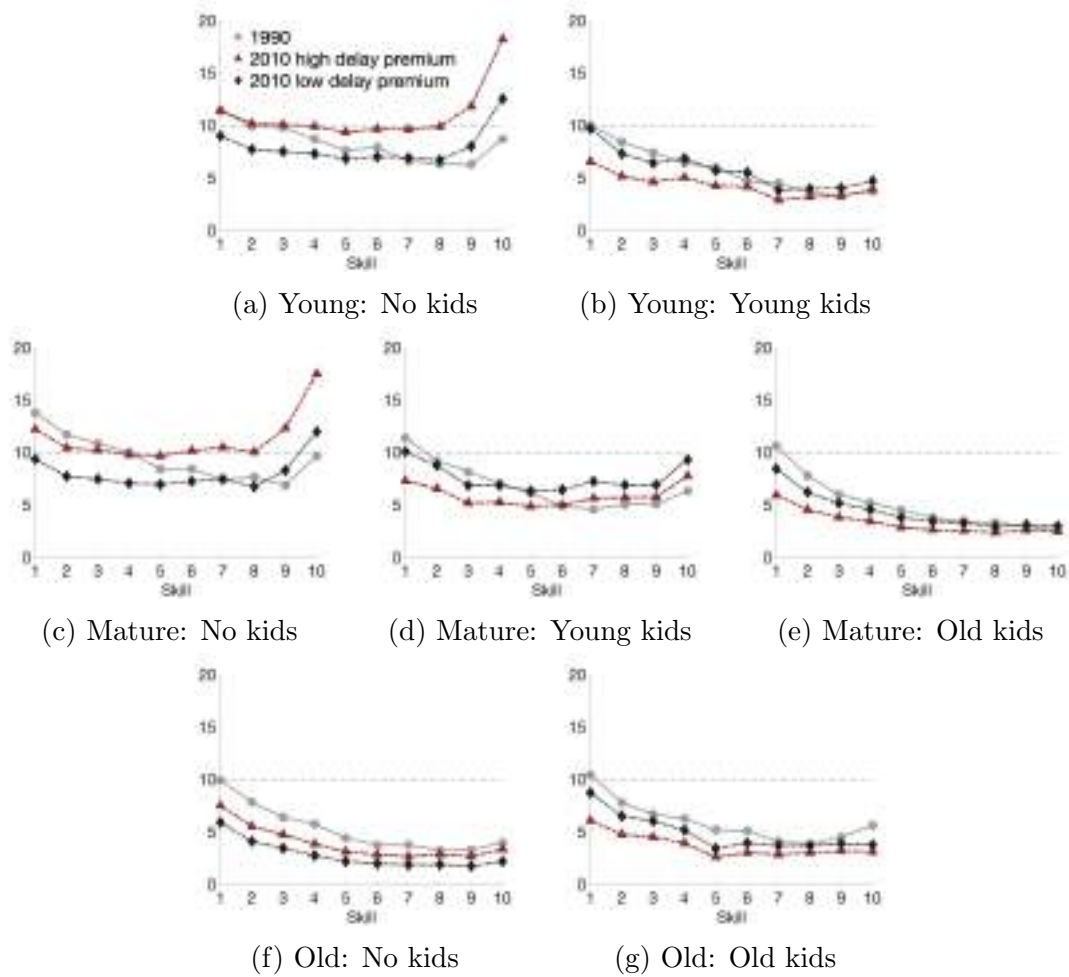 20
15
10
5
0
1990
2010 high delay premium
2010 low delay premium
1 2 3 4 5 6 7 8 9 10
Skill
(a) Young: No kids
20
15
10
5
0
1 2 3 4 5 6 7 8 9 10
Skill
(b) Young: Young kids
20
15
10
5
0
1 2 3 4 5 6 7 8 9 10
Skill
(c) Mature: No kids
20
15
10
5
0
1 2 3 4 5 6 7 8 9 10
Skill
(d) Mature: Young kids
20
15
10
5
0
1 2 3 4 5 6 7 8 9 10
Skill
(e) Mature: Old kids
20
15
10
5
0
1 2 3 4 5 6 7 8 9 10
Skill
(f) Old: No kids
20
15
10
5
0
1 2 3 4 5 6 7 8 9 10
Skill
(g) Old: Old kids